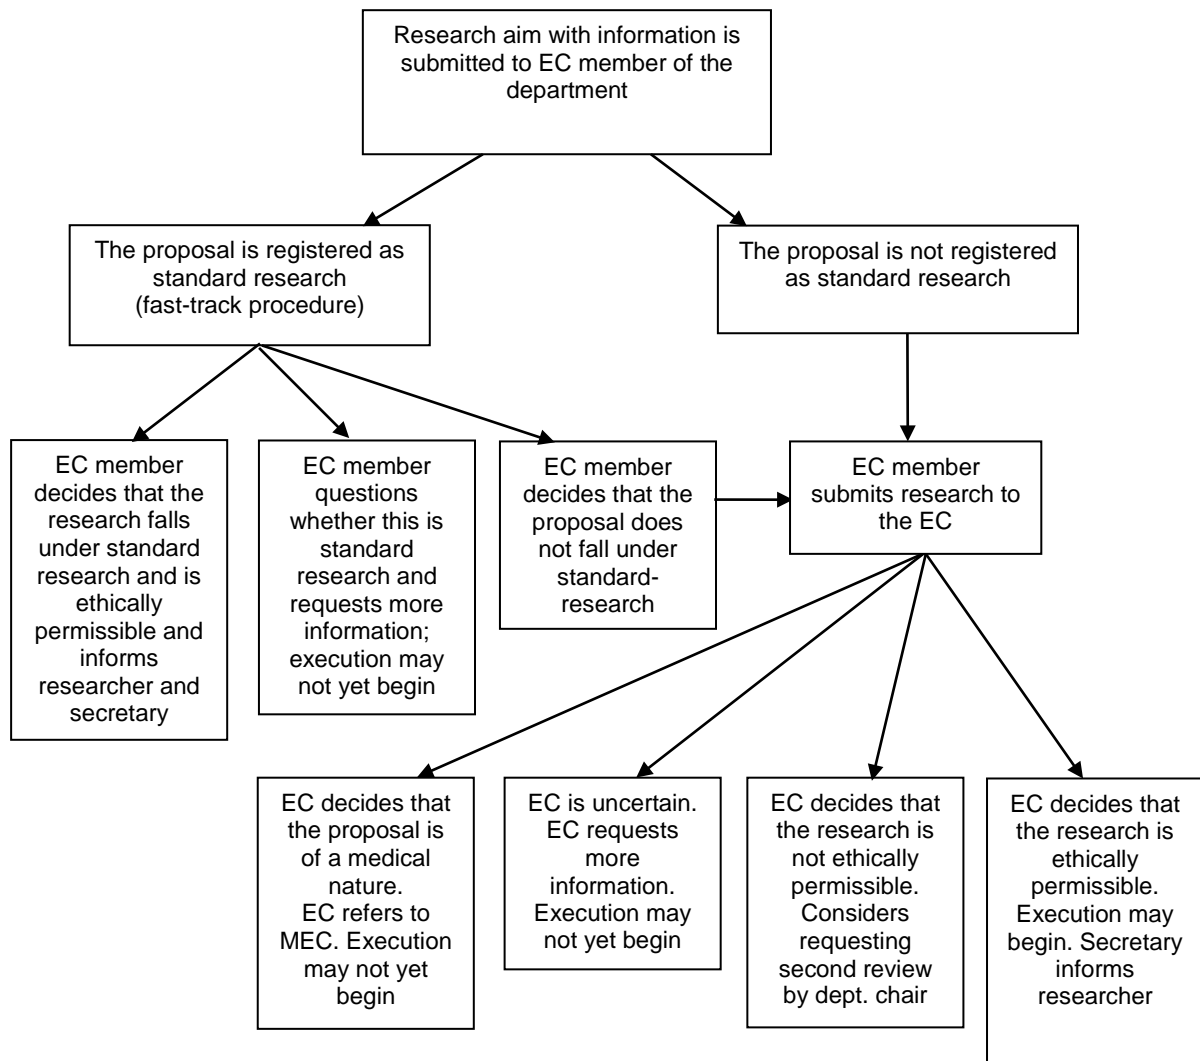 Research aim with information is
submitted to EC member of the
department
The proposal is registered as
standard research
(fast-track procedure)
The proposal is not registered
as standard research
EC member
decides that the
research falls
under standard
research and is
ethically
permissible and
informs
researcher and
secretary
EC member
questions
whether this is
standard
research and
requests more
information;
execution may
not yet begin
EC member
decides that the
proposal does
not fall under
standard-
research
EC member
submits research to
the EC
EC decides that
the proposal is
of a medical
nature.
EC refers to
MEC. Execution
may not yet
begin
EC is uncertain.
EC requests
more
information.
Execution may
not yet begin
EC decides that
the research is
not ethically
permissible.
Considers
requesting
second review
by dept. chair
EC decides that
the research is
ethically
permissible.
Execution may
begin. Secretary
informs
researcher